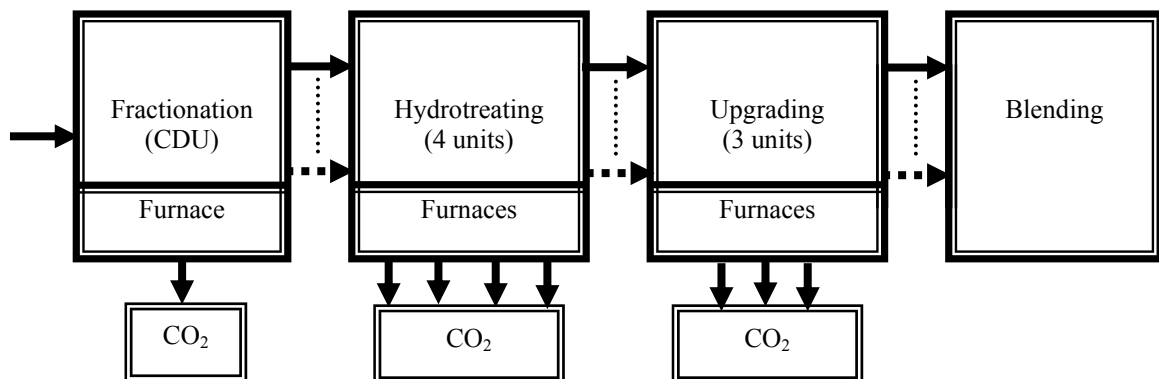 Fractionation
(CDU)
Furnace
CO₂
Hydrotreating
(4 units)
Furnaces
CO₂
Upgrading
(3 units)
Furnaces
CO₂
Blending